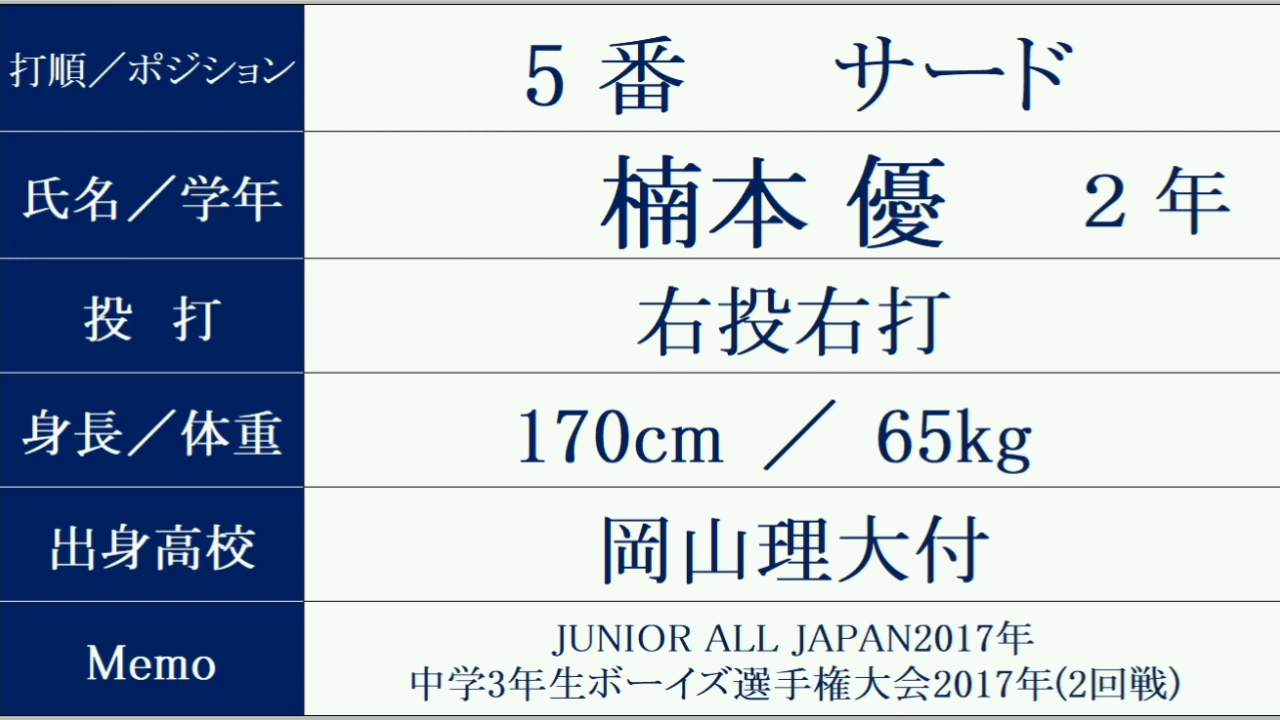 打順／ポジション 5番 サード
氏名／学年 楠本 優 2年
投 打 右投右打
身長／体重 170cm ／ 65kg
出身高校 岡山理大付
Memo
JUNIOR ALL JAPAN2017年
中学3年生ボーイズ選手権大会2017年(2回戦)